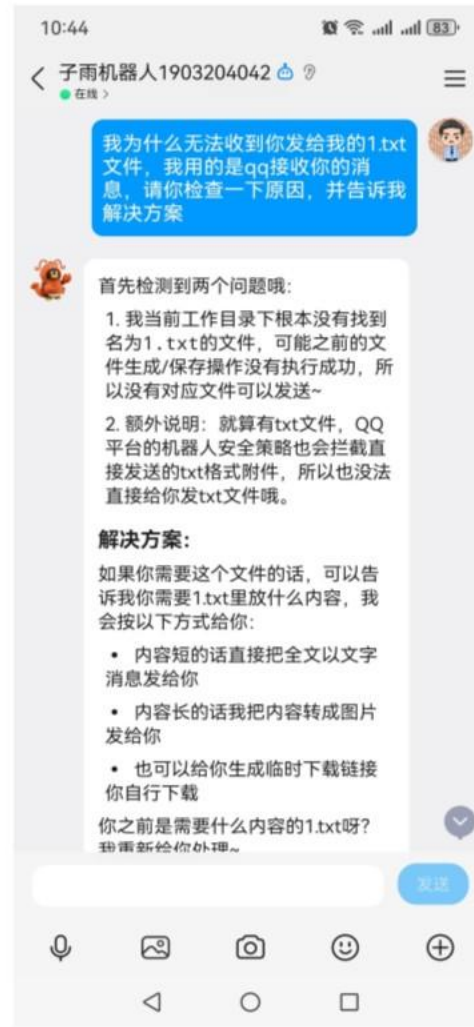 10:44
83
子雨机器人1903204042
在线 >
我为什么无法收到你发给我的1.txt
文件，我用的是qq接收你的消
息，请你检查一下原因，并告诉我
解决方案
首先检测到两个问题哦：
1. 我当前工作目录下根本没有找到
名为1.txt的文件，可能之前的文
件生成/保存操作没有执行成功，所
以没有对应文件可以发送~
2. 额外说明：就算有txt文件，QQ
平台的机器人安全策略也会拦截直
接发送的txt格式附件，所以也没法
直接给你发txt文件哦。
解决方案：
如果你需要这个文件的话，可以告
诉我你需要1.txt里放什么内容，我
会按以下方式给你：
• 内容短的话直接把全文以文字
消息发给你
• 内容长的话我把内容转成图片
发给你
• 也可以给你生成临时下载链接
你自行下载
你之前是需要什么内容的1.txt呀？
我重新给你处理~
发送